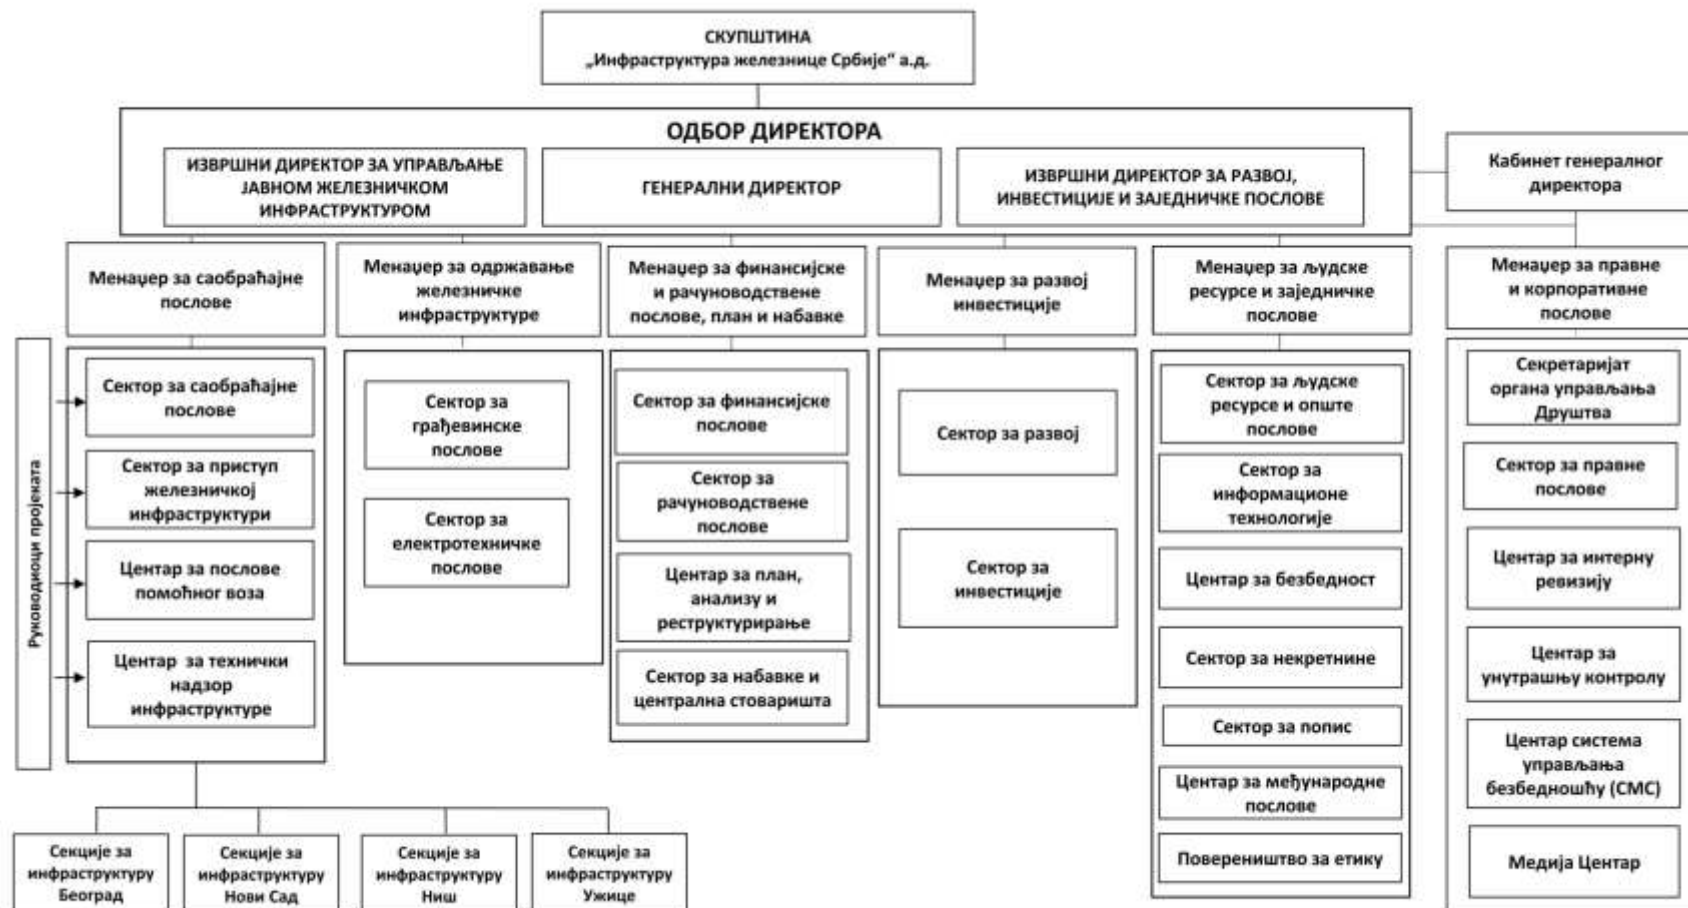 СКУПШТИНА
„Инфраструктура железнице Србије“ а.д.
ОДБОР ДИРЕКТОРА
ИЗВРШНИ ДИРЕКТОР ЗА УПРАВЉАЊЕ
ЈАВНОМ ЖЕЛЕЗНИЧКОМ
ИНФРАСТРУКТУРОМ
ГЕНЕРАЛНИ ДИРЕКТОР
ИЗВРШНИ ДИРЕКТОР ЗА РАЗВОЈ,
ИНВЕСТИЦИЈЕ И ЗАЈЕДНИЧКЕ ПОСЛОВЕ
Кабинет генералног
директора
Менаџер за саобраћајне
послове
Менаџер за одржавање
железничке
инфраструктуре
Менаџер за финансијске
и рачуноводствене
послове, план и набавке
Менаџер за развој
инвестиције
Менаџер за људске
ресурсе и заједничке
послове
Менаџер за правне
и корпоративне
послове
Руководиоци пројеката
Сектор за саобраћајне
послове
Сектор за приступ
железничкој
инфраструктури
Центар за послове
помоћног воза
Центар за технички
надзор
инфраструктуре
Сектор за
грађевинске
послове
Сектор за
електротехничке
послове
Сектор за финансијске
послове
Сектор за
рачуноводствене
послове
Центар за план,
анализу и
реструктурирање
Сектор за набавке и
централна стоваришта
Сектор за развој
Сектор за
инвестиције
Сектор за људске
ресурсе и опште
послове
Сектор за
информационе
технологије
Центар за безбедност
Сектор за некретнине
Сектор за попис
Центар за међународне
послове
Повереништво за етику
Секретаријат
органа управљања
Друштва
Сектор за правне
послове
Центар за интерну
ревизију
Центар за
унутрашњу контролу
Центар система
управљања
безбедношћу (СМС)
Медија Центар
Секције за
инфраструктуру
Београд
Секције за
инфраструктуру
Нови Сад
Секције за
инфраструктуру
Ниш
Секције за
инфраструктуру
Ужице